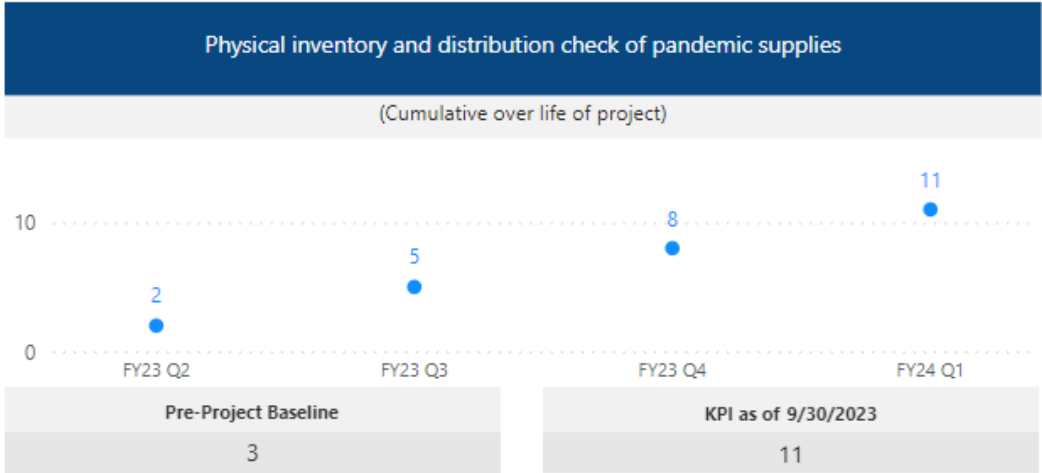 Physical inventory and distribution check of pandemic supplies
(Cumulative over life of project)
11
10
8
5
2
0
FY23 Q2 FY23 Q3 FY23 Q4 FY24 Q1
Pre-Project Baseline KPI as of 9/30/2023
3 11